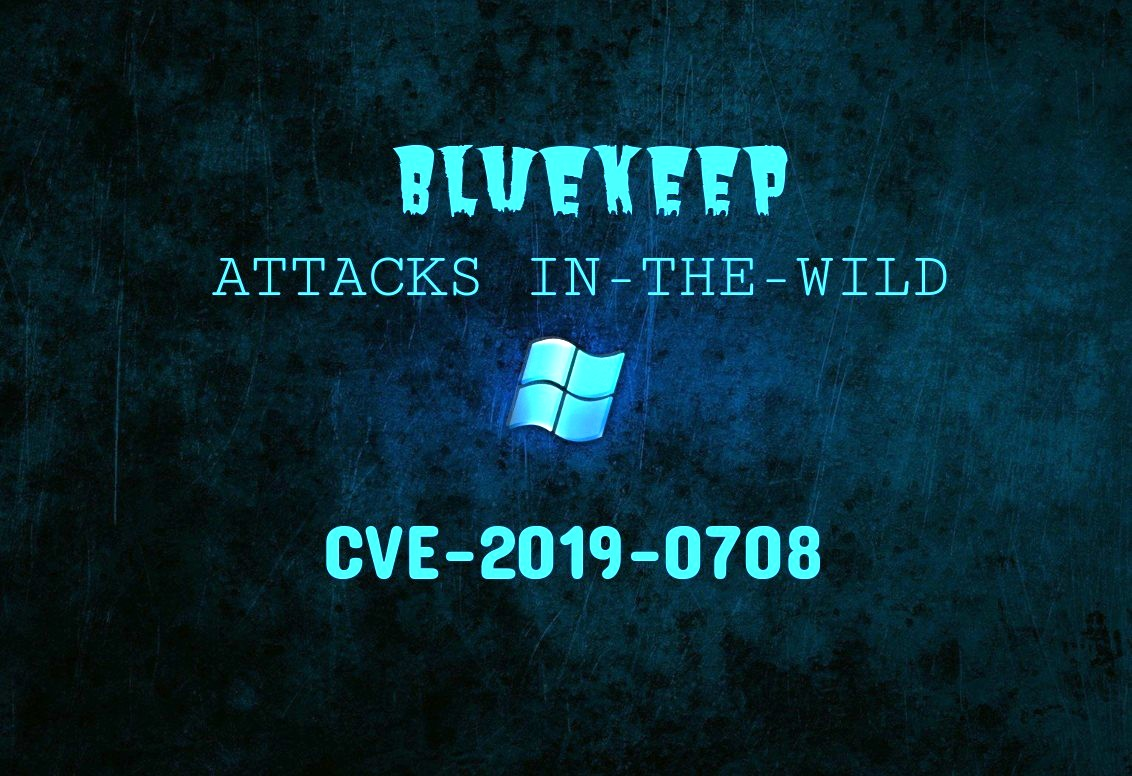 BLUEKEEP
ATTACKS IN-THE-WILD
CVE-2019-0708